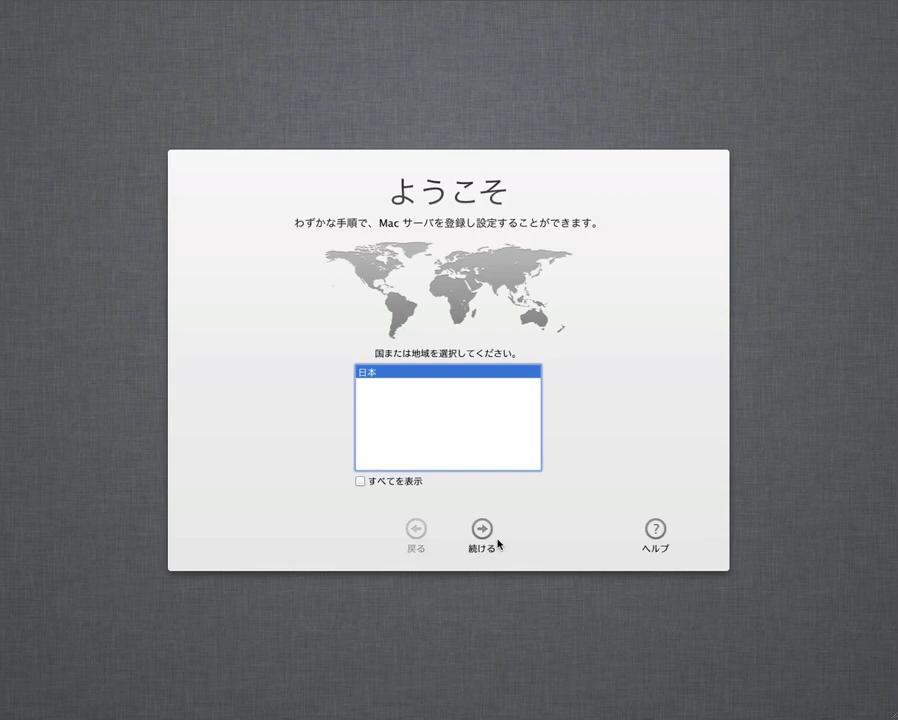 ようこそ
わずかな手順で、Mac サーバを登録し設定することができます。
国または地域を選択してください。
日本
すべてを表示
戻る
続ける
?
ヘルプ